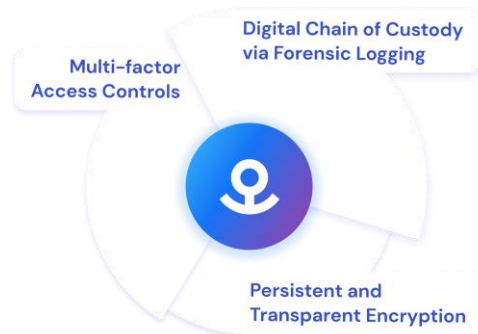 Digital Chain of Custody
via Forensic Logging
Multi-factor
Access Controls
Persistent and
Transparent Encryption